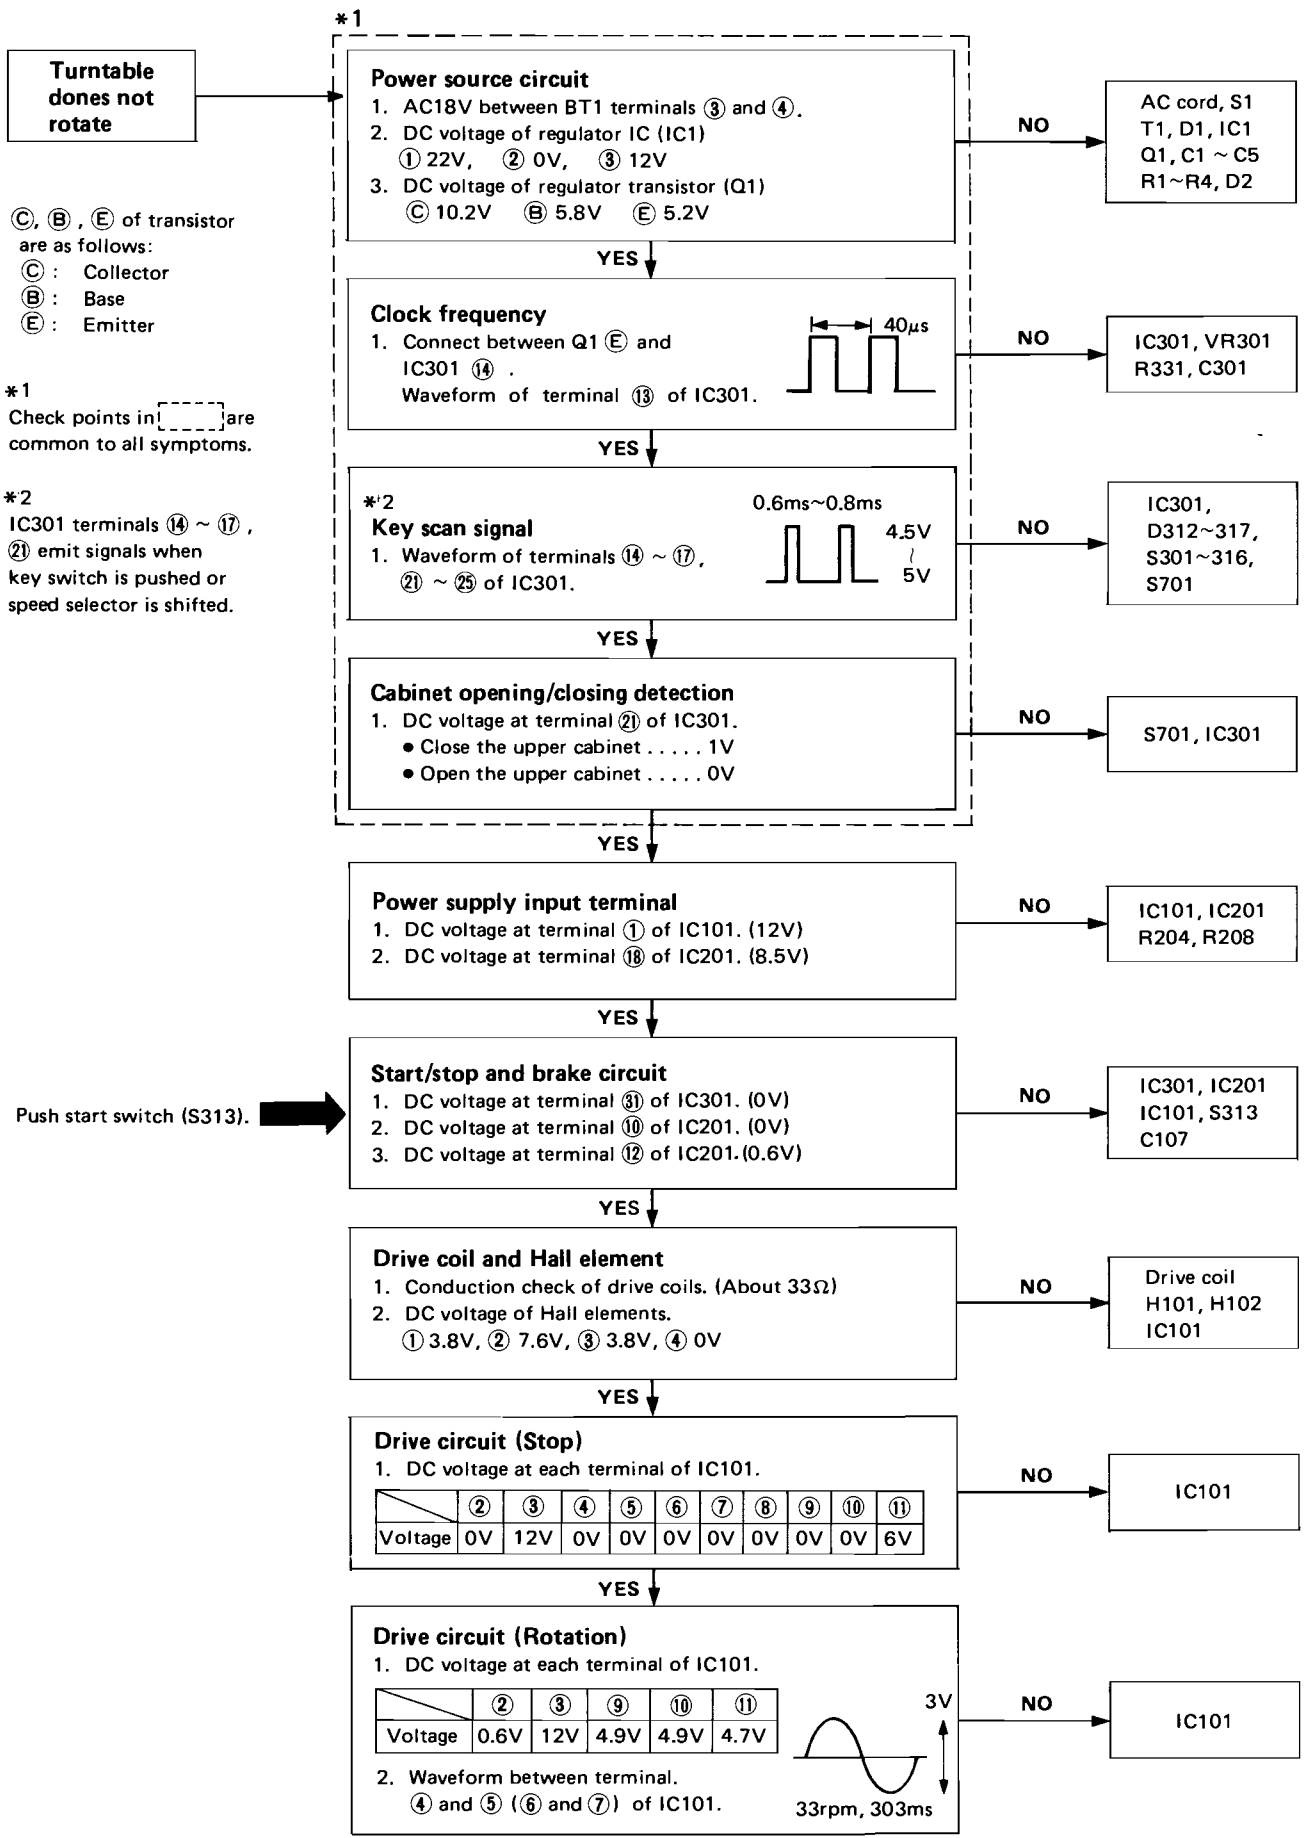 *1
Turntable
dones not
rotate
Power source circuit
1. AC18V between BT1 terminals ③ and ④.
2. DC voltage of regulator IC (IC1)
① 22V, ② 0V, ③ 12V
3. DC voltage of regulator transistor (Q1)
Ⓒ 10.2V Ⓑ 5.8V Ⓔ 5.2V
NO
AC cord, S1
T1, D1, IC1
Q1, C1 ~ C5
R1~R4, D2
Ⓒ, Ⓑ, Ⓔ of transistor
are as follows:
Ⓒ : Collector
Ⓑ : Base
Ⓔ : Emitter
YES
Clock frequency
1. Connect between Q1 Ⓔ and
IC301 ⑭ .
Waveform of terminal ⑬ of IC301.
40μs
NO
IC301, VR301
R331, C301
*1
Check points in are
common to all symptoms.
YES
*2
IC301 terminals ⑭ ~ ⑰ ,
㉑ emit signals when
key switch is pushed or
speed selector is shifted.
*2
Key scan signal
1. Waveform of terminals ⑭ ~ ⑰,
㉑ ~ ㉕ of IC301.
0.6ms~0.8ms
4.5V
~
5V
NO
IC301,
D312~317,
S301~316,
S701
YES
Cabinet opening/closing detection
1. DC voltage at terminal ㉑ of IC301.
● Close the upper cabinet . . . . . 1V
● Open the upper cabinet . . . . . 0V
NO
S701, IC301
YES
Power supply input terminal
1. DC voltage at terminal ① of IC101. (12V)
2. DC voltage at terminal ⑱ of IC201. (8.5V)
NO
IC101, IC201
R204, R208
YES
Push start switch (S313).
Start/stop and brake circuit
1. DC voltage at terminal ㉛ of IC301. (0V)
2. DC voltage at terminal ⑩ of IC201. (0V)
3. DC voltage at terminal ⑫ of IC201. (0.6V)
NO
IC301, IC201
IC101, S313
C107
YES
Drive coil and Hall element
1. Conduction check of drive coils. (About 33Ω)
2. DC voltage of Hall elements.
① 3.8V, ② 7.6V, ③ 3.8V, ④ 0V
NO
Drive coil
H101, H102
IC101
YES
Drive circuit (Stop)
1. DC voltage at each terminal of IC101.
② ③ ④ ⑤ ⑥ ⑦ ⑧ ⑨ ⑩ ⑪
Voltage 0V 12V 0V 0V 0V 0V 0V 0V 0V 6V
NO
IC101
YES
Drive circuit (Rotation)
1. DC voltage at each terminal of IC101.
② ③ ⑨ ⑩ ⑪
Voltage 0.6V 12V 4.9V 4.9V 4.7V
2. Waveform between terminal.
④ and ⑤ (⑥ and ⑦) of IC101.
3V
33rpm, 303ms
NO
IC101